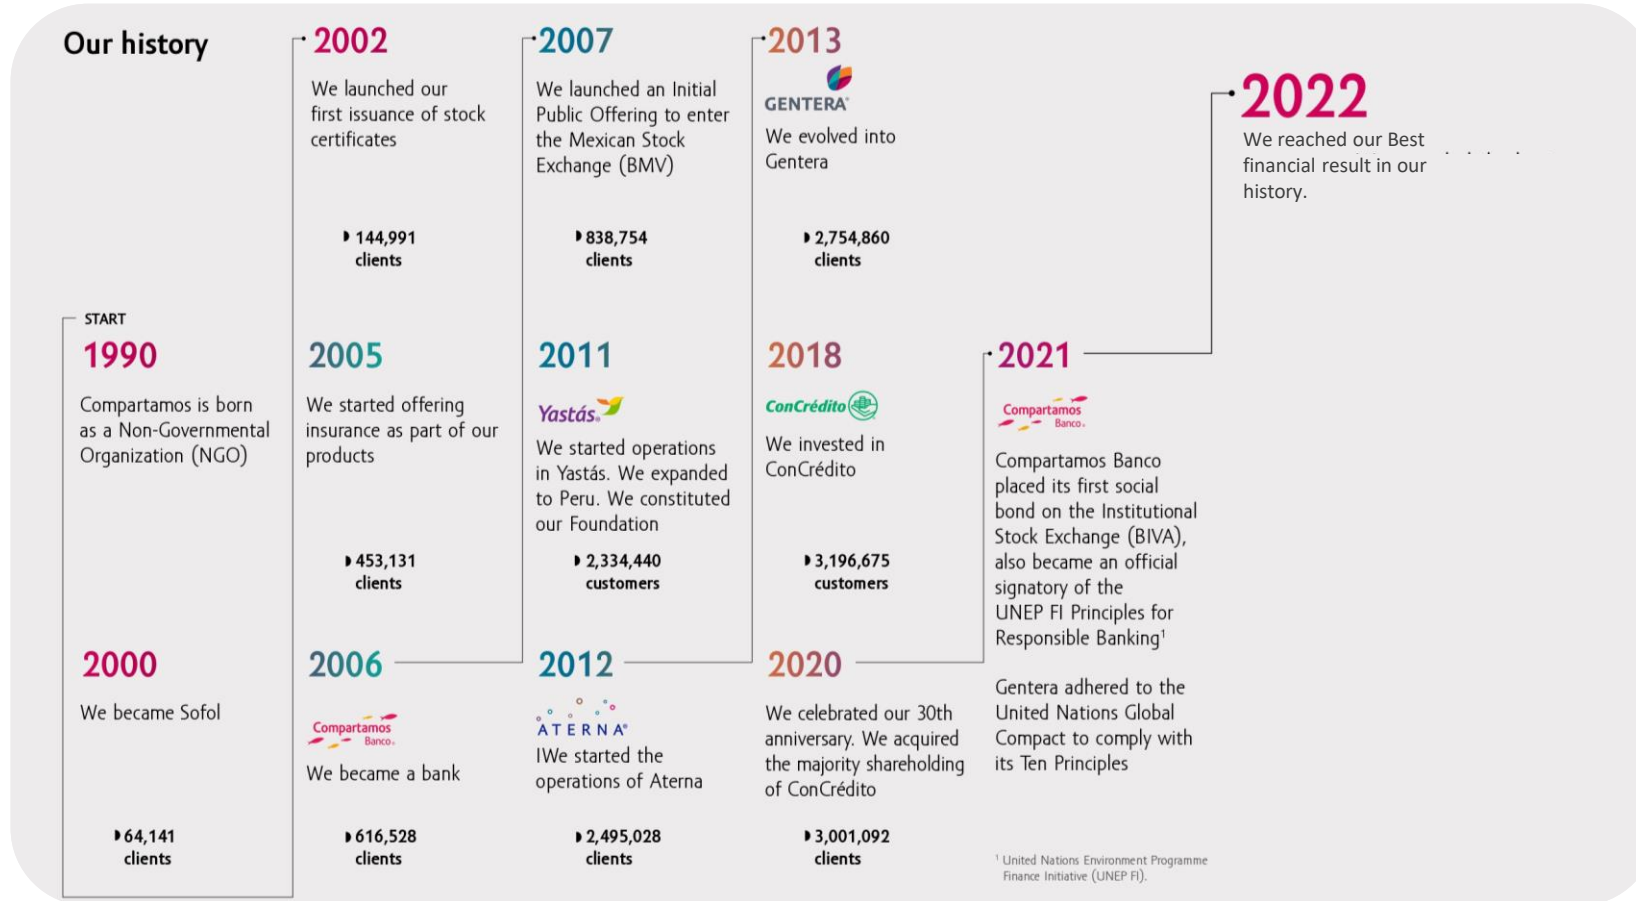 Our history
START
1990
Compartamos is born
as a Non-Governmental
Organization (NGO)
2000
We became Sofol
64,141
clients
2002
We launched our
first issuance of stock
certificates
144,991
clients
2005
We started offering
insurance as part of our
products
453,131
clients
2006
Compartamos
Banco.
We became a bank
616,528
clients
2007
We launched an Initial
Public Offering to enter
the Mexican Stock
Exchange (BMV)
838,754
clients
2011
Yastás.
We started operations
in Yastás. We expanded
to Peru. We constituted
our Foundation
2,334,440
customers
2012
ATERNA®
IWe started the
operations of Aterna
2,495,028
clients
2013
GENTERA®
We evolved into
Gentera
2,754,860
clients
2018
ConCrédito
We invested in
ConCrédito
3,196,675
customers
2020
We celebrated our 30th
anniversary. We acquired
the majority shareholding
of ConCrédito
3,001,092
clients
2021
Compartamos
Banco.
Compartamos Banco
placed its first social
bond on the Institutional
Stock Exchange (BIVA),
also became an official
signatory of the
UNEP FI Principles for
Responsible Banking¹
Gentera adhered to the
United Nations Global
Compact to comply with
its Ten Principles
¹ United Nations Environment Programme
Finance Initiative (UNEP FI).
2022
We reached our Best
financial result in our
history.